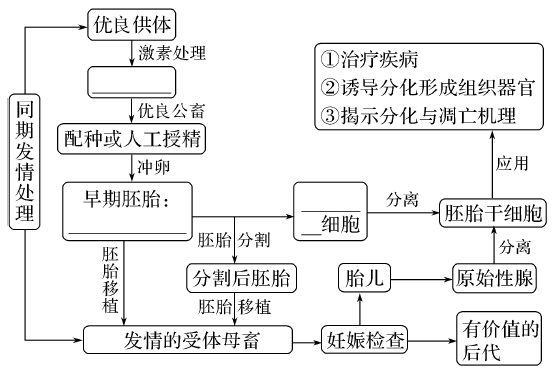 优良供体
激素处理
优良公畜
配种或人工授精
冲卵
早期胚胎：
同期发情处理
胚胎移植
胚胎 分割
分割后胚胎
胚胎 移植
发情的受体母畜
细胞
分离
①治疗疾病
②诱导分化形成组织器官
③揭示分化与凋亡机理
应用
胚胎干细胞
分离
胎儿
原始性腺
妊娠检查
有价值的
后代